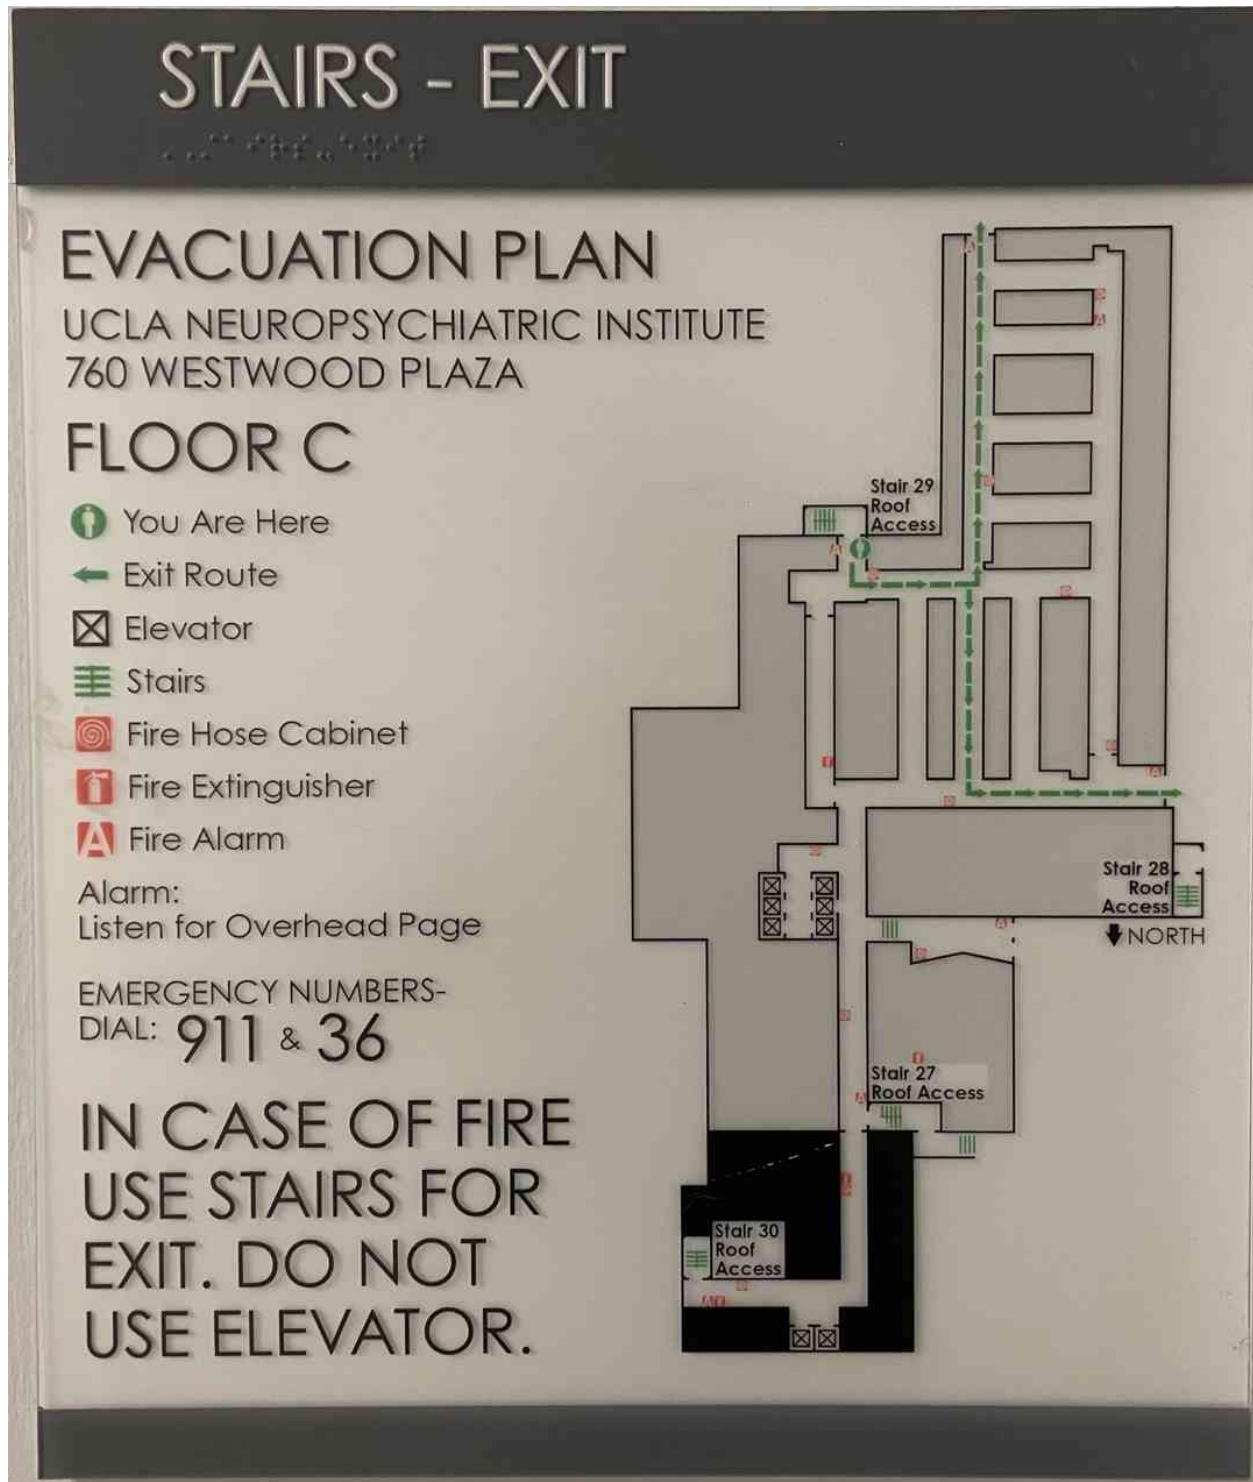 STAIRS - EXIT
EVACUATION PLAN
UCLA NEUROPSYCHIATRIC INSTITUTE
760 WESTWOOD PLAZA
FLOOR C
You Are Here
Exit Route
Elevator
Stairs
Fire Hose Cabinet
Fire Extinguisher
A Fire Alarm
Alarm:
Listen for Overhead Page
EMERGENCY NUMBERS-
DIAL: 911 & 36
IN CASE OF FIRE
USE STAIRS FOR
EXIT. DO NOT
USE ELEVATOR.
Stair 29
Roof
Access
Stair 28
Roof
Access
NORTH
Stair 27
Roof Access
Stair 30
Roof
Access